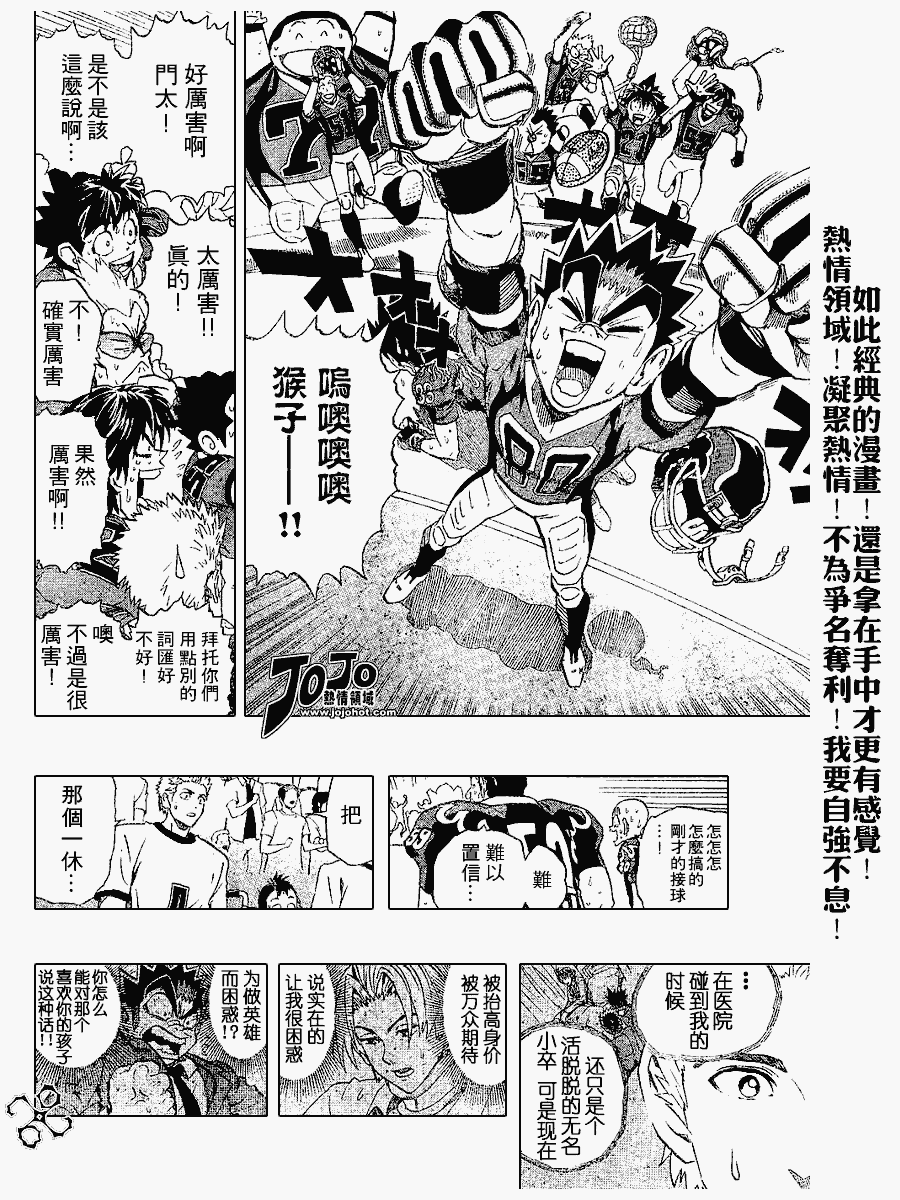 如此經典的漫畫！還是拿在手中才更有感覺！
熱情領域！凝聚熱情！不為爭名奪利！我要自強不息！
嗚噢噢噢
猴子——!!
80
77
21
JOJO
熱情領域
www.jojohot.com
好厲害啊
門太！
是不是該
這麼說啊…
太厲害!!
真的！
不！
確實厲害
果然
厲害啊!!
拜托你們
用點別的
詞匯好
不好！
噢
不過是很
厲害！
怎怎怎
怎麼搞的
剛才的接球
…！
難
難以
置信…
55
把
那個一休…
…
在医院
碰到我的
时候
还只是个
活脱脱的无名
小卒 可是现在
被抬高身价
被万众期待
说实在的
让我很困惑
为做英雄
而困惑!?
你怎么
能对那个
喜欢你的孩子
说这种话!!